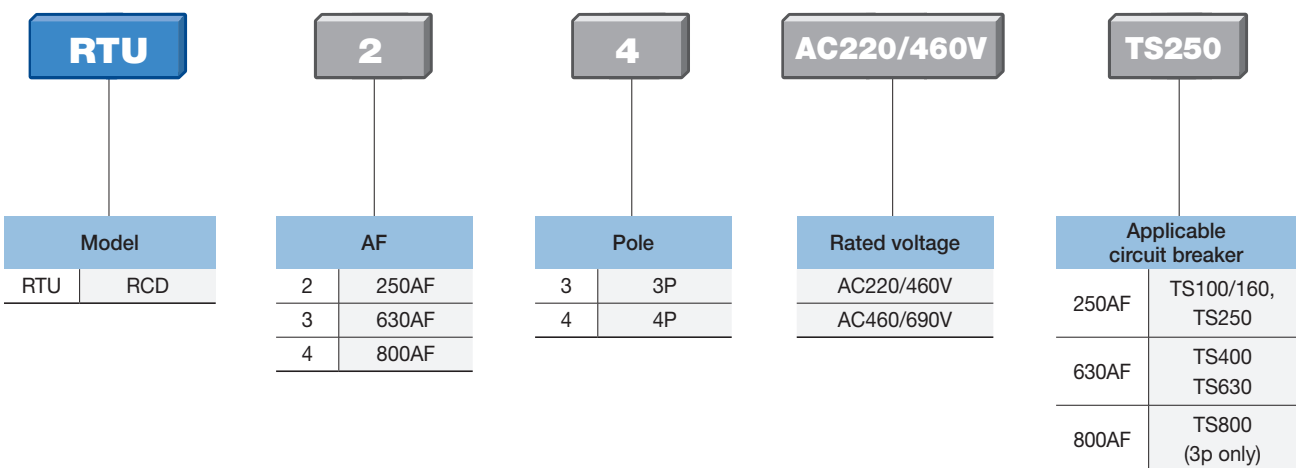 RTU 2 4 AC220/460V TS250
Model
RTU RCD
AF
2 250AF
3 630AF
4 800AF
Pole
3 3P
4 4P
Rated voltage
AC220/460V
AC460/690V
Applicable
circuit breaker
250AF TS100/160,
TS250
630AF TS400
TS630
800AF TS800
(3p only)